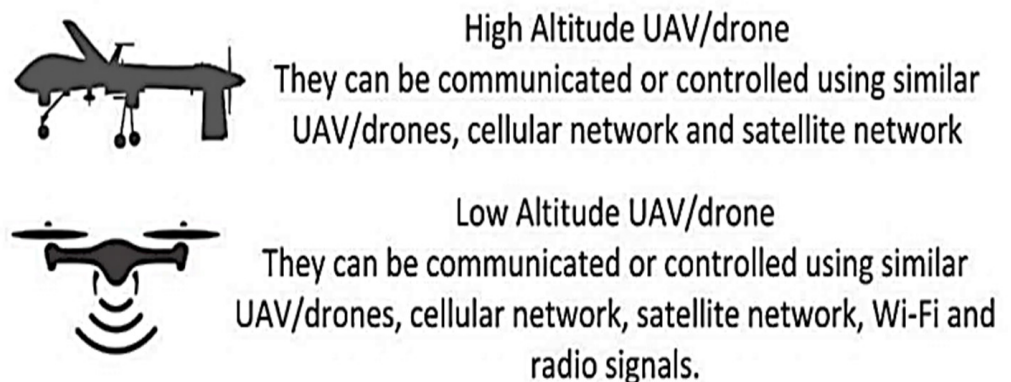 High Altitude UAV/drone
They can be communicated or controlled using similar
UAV/drones, cellular network and satellite network
Low Altitude UAV/drone
They can be communicated or controlled using similar
UAV/drones, cellular network, satellite network, Wi-Fi and
radio signals.